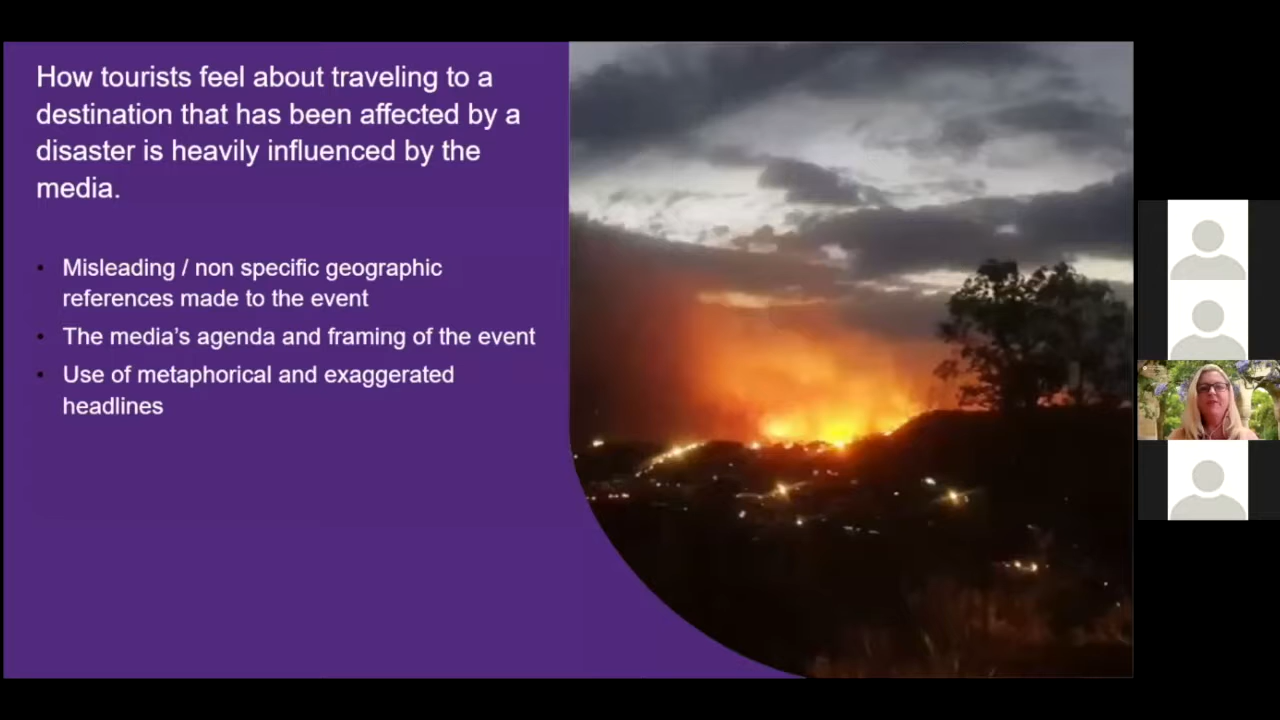 How tourists feel about traveling to a
destination that has been affected by a
disaster is heavily influenced by the
media.
• Misleading / non specific geographic
references made to the event
• The media's agenda and framing of the event
• Use of metaphorical and exaggerated
headlines